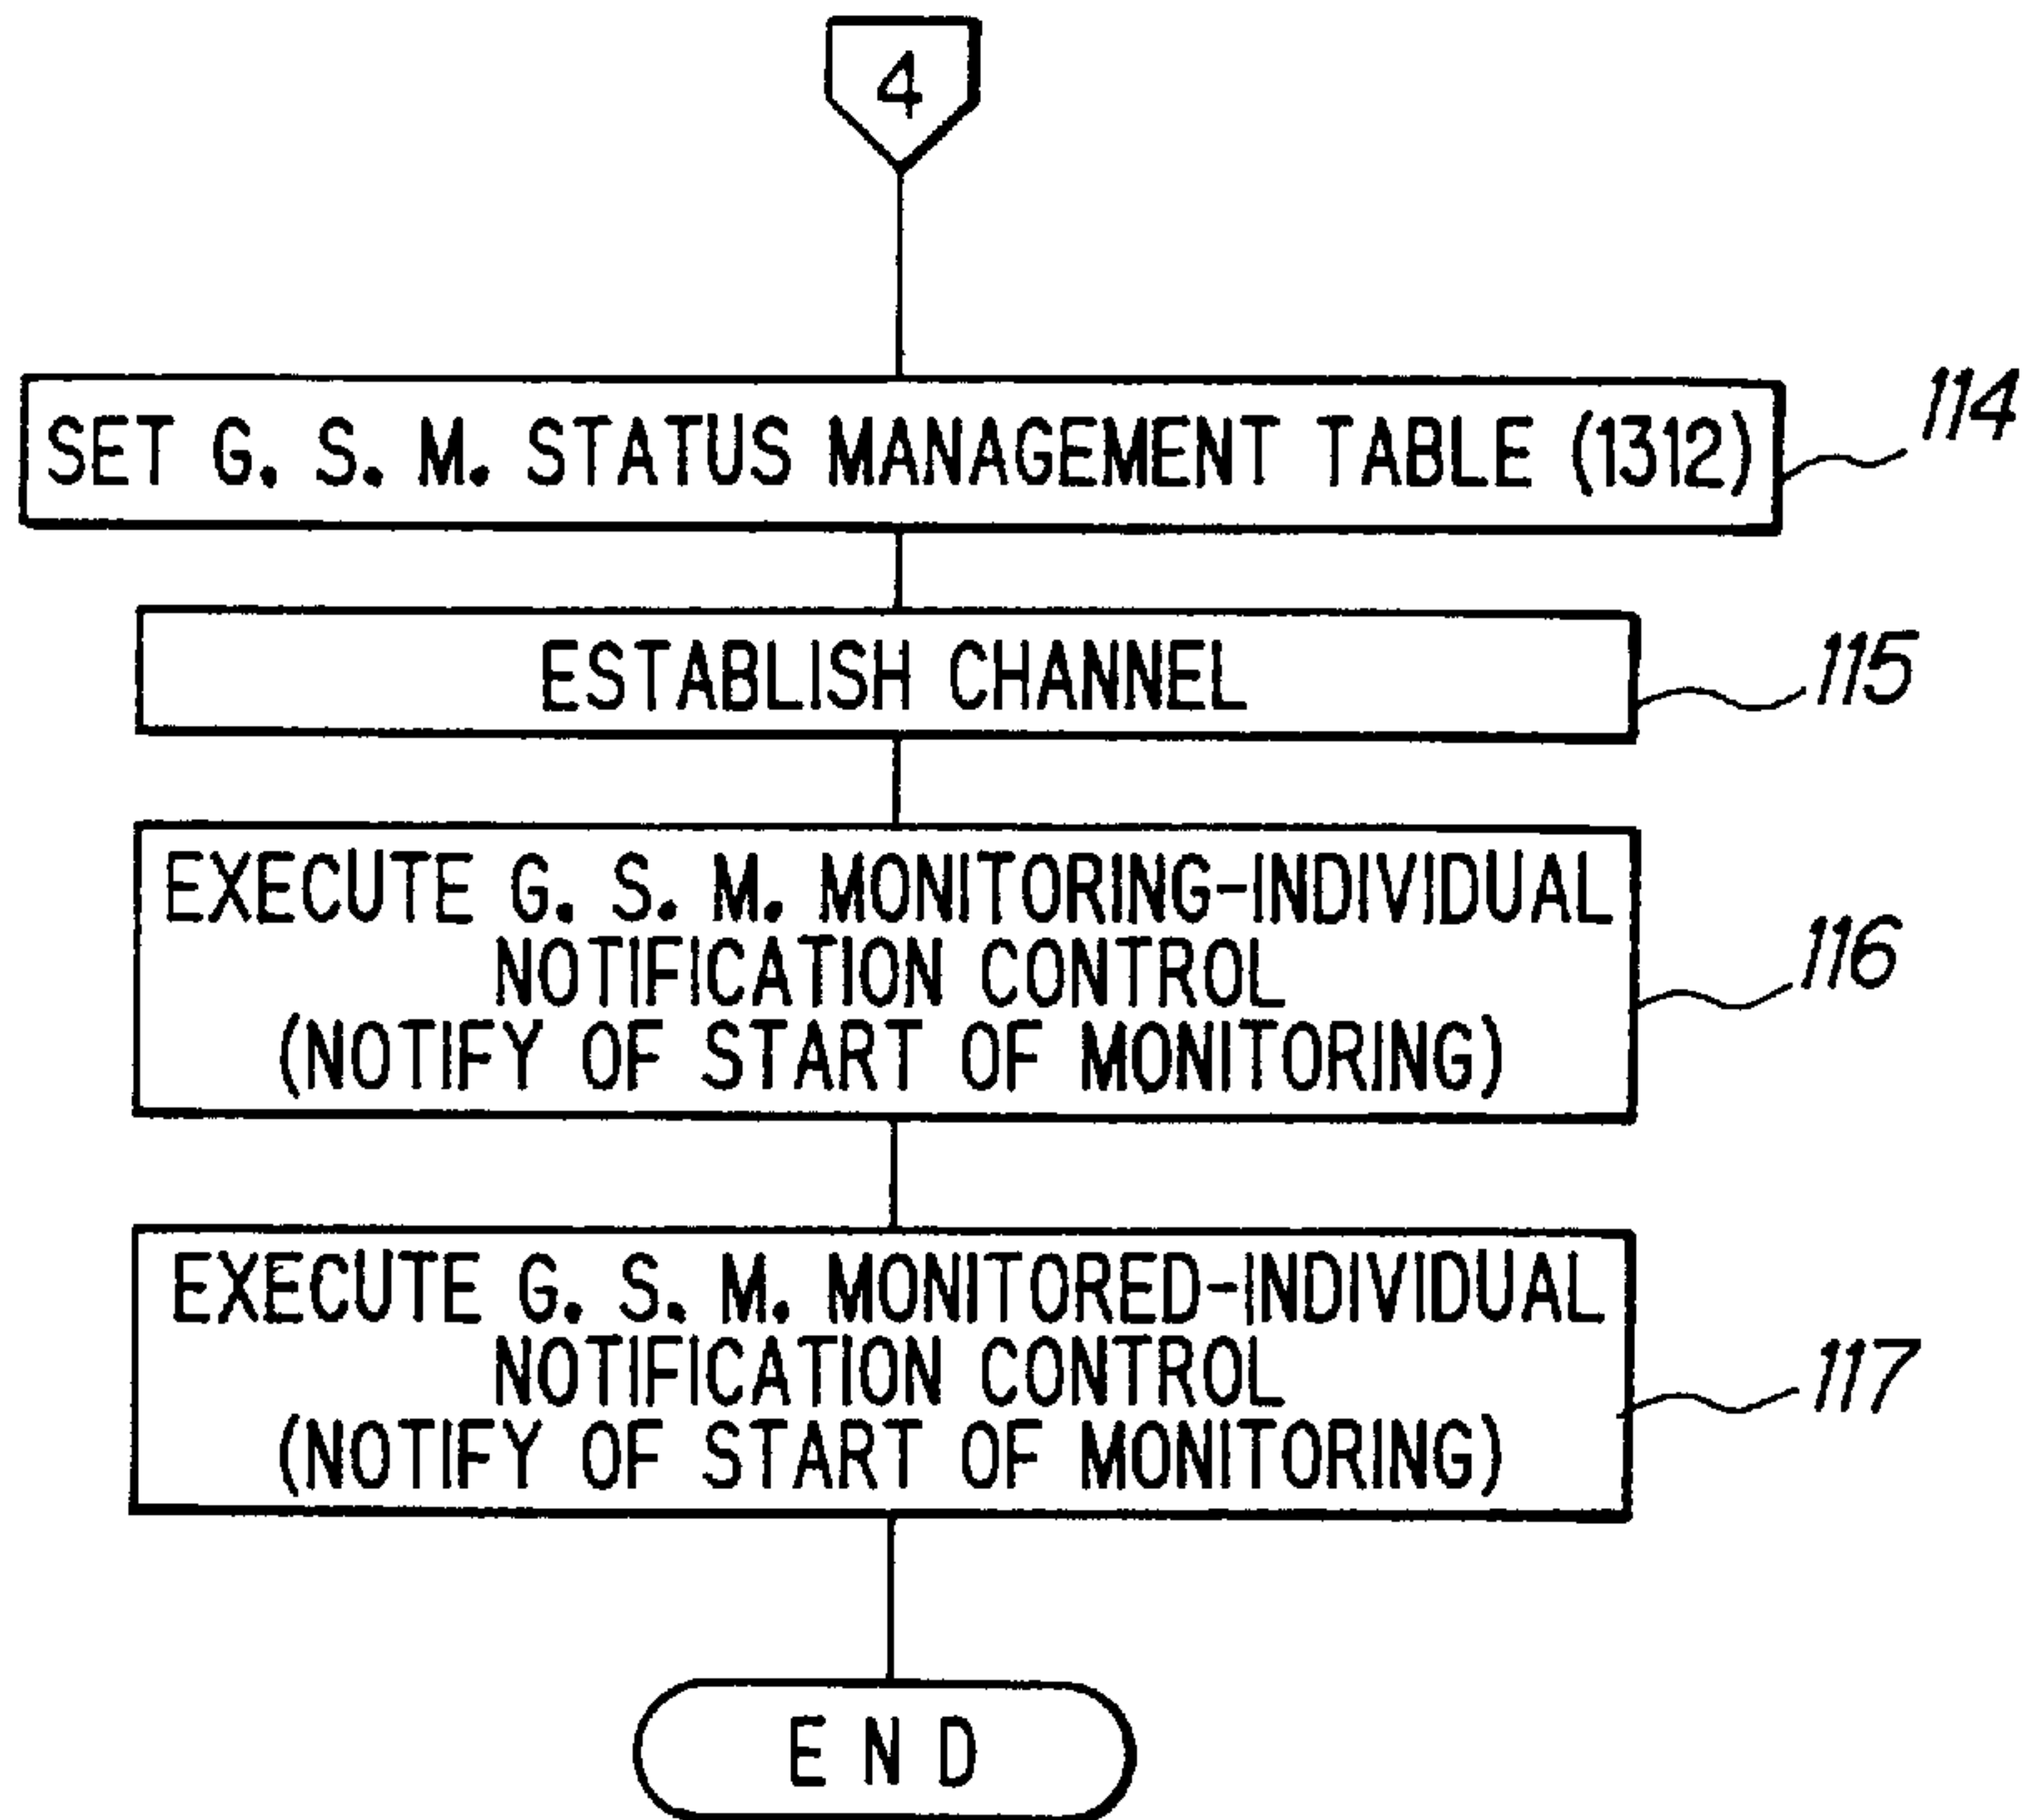 4
SET G. S. M. STATUS MANAGEMENT TABLE (1312)
114
ESTABLISH CHANNEL
115
EXECUTE G. S. M. MONITORING-INDIVIDUAL
NOTIFICATION CONTROL
(NOTIFY OF START OF MONITORING)
116
EXECUTE G. S. M. MONITORED-INDIVIDUAL
NOTIFICATION CONTROL
(NOTIFY OF START OF MONITORING)
117
END